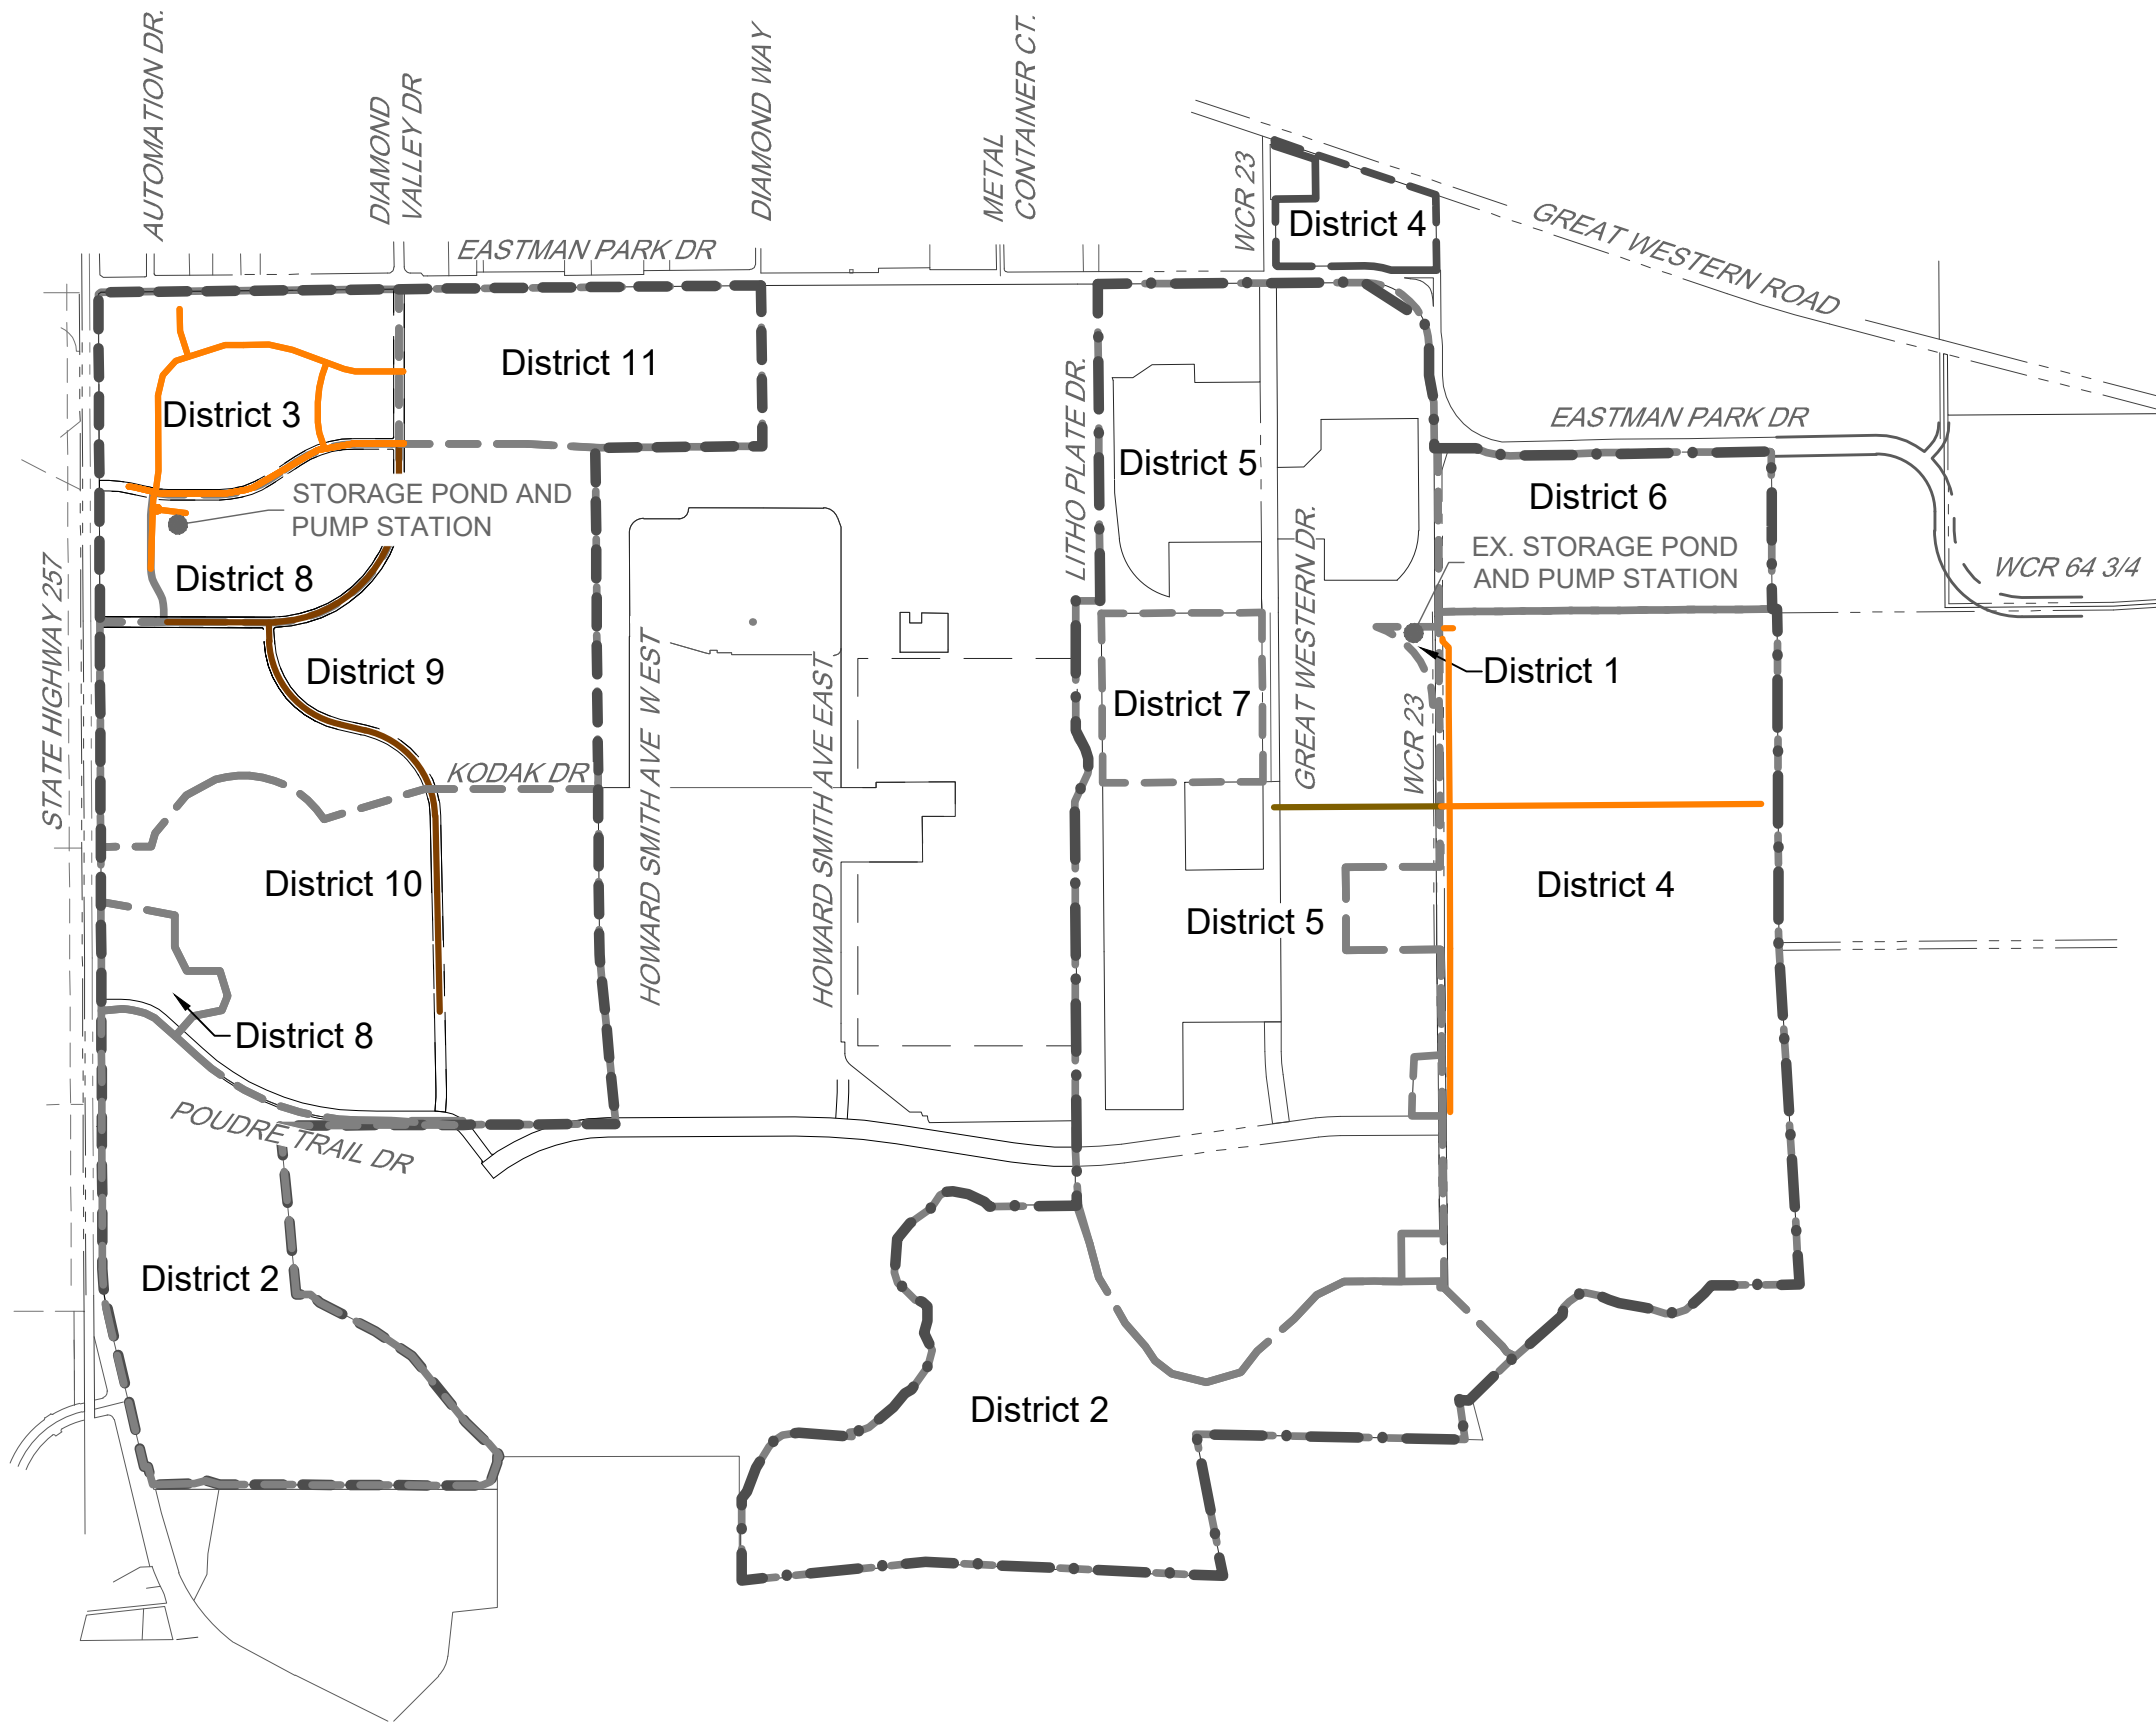 AUTOMATION DR.
DIAMOND
VALLEY DR
DIAMOND WAY
METAL
CONTAINER CT.
WCR 23
District 4
GREAT WESTERN ROAD
EASTMAN PARK DR
District 11
District 3
LITHO PLATE DR.
District 5
EASTMAN PARK DR
District 6
STORAGE POND AND
PUMP STATION
EX. STORAGE POND
AND PUMP STATION
WCR 64 3/4
STATE HIGHWAY 257
District 8
District 9
HOWARD SMITH AVE W EST
HOWARD SMITH AVE EAST
District 7
GREAT WESTERN DR.
WCR 23
District 1
KODAK DR
District 10
District 5
District 4
District 8
POUDRE TRAIL DR
District 2
District 2